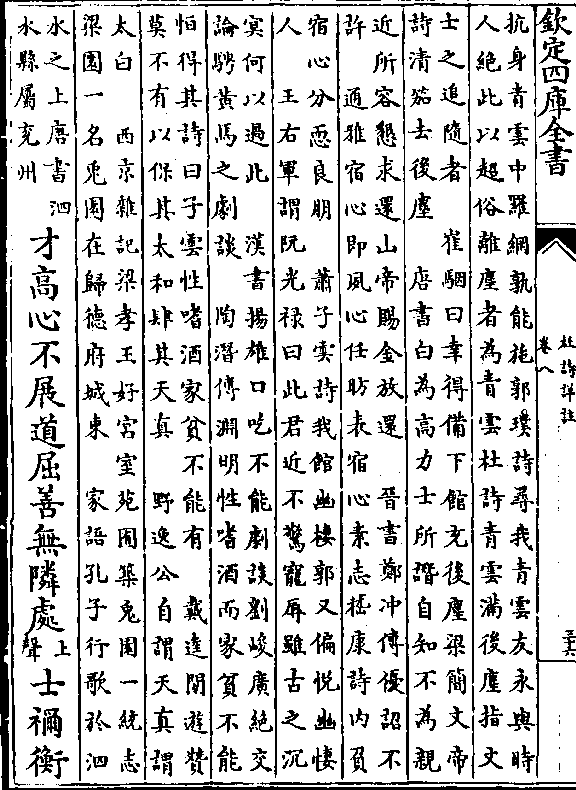 欽定四庫全書
杜詩詳註
卷八
抗身青雲中羅網孰能施郭璞詩尋我青雲友永與時
人絕此以超俗離塵者為青雲杜詩青雲滿後塵指文
士之追隨者 崔駰曰幸得備下館充後塵梁簡文帝
詩清笳去後塵 唐書白為高力士所譖自知不為親
近所容懇求還山帝賜金放還 晉書鄭冲傳優詔不
許 通雅宿心即夙心任昉表宿心素志嵇康詩内負
宿心分恧良朋 蕭子雲詩我館幽棲郭又偏悅幽棲
人 王右軍謂阮光禄曰此君近不驚寵辱雖古之沉
冥何以過此 漢書揚雄口吃不能劇談劉峻廣絶交
論騁黃馬之劇談 陶潛傳淵明性嗜酒而家貧不能
恒得其詩曰子雲性嗜酒家貧不能有 戴逵閒遊贊
莫不有以保其太和肆其天真 野逸公自謂天真謂
太白 西京雜記梁孝王好宮室苑囿築兎園一統志
梁園一名兎園在歸德府城東 家語孔子行歌於泗
水之上唐書泗
水縣屬兖州
才高心不展道屈善無隣處上聲士禰衡